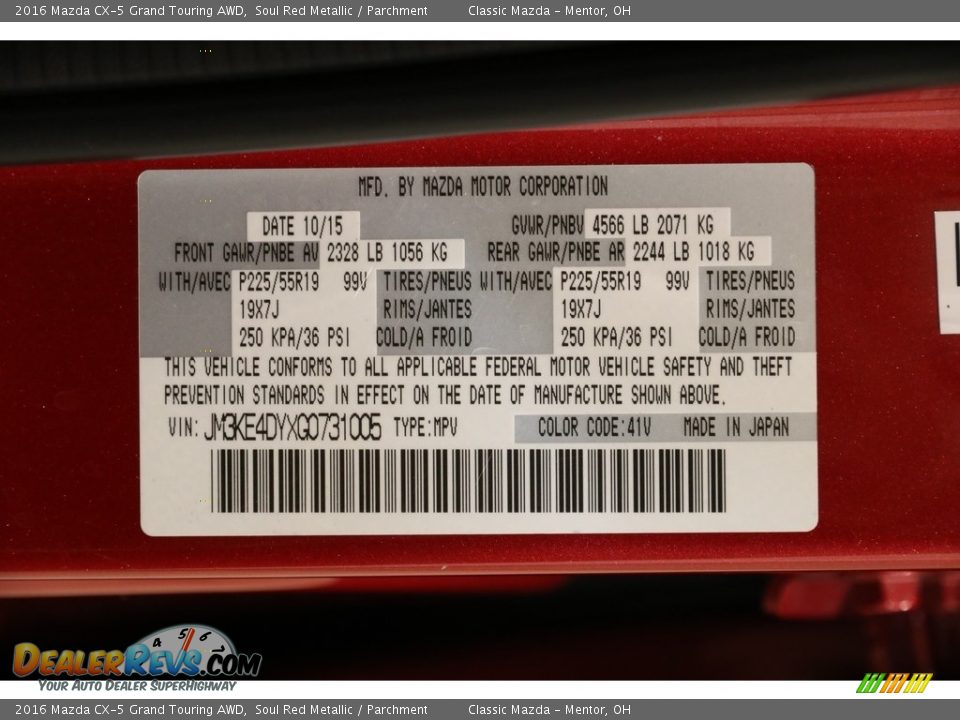 2016 Mazda CX-5 Grand Touring AWD, Soul Red Metallic / Parchment Classic Mazda - Mentor, OH
MFD. BY MAZDA MOTOR CORPORATION
DATE 10/15 GVWR/PNBV 4566 LB 2071 KG
FRONT GAWR/PNBE AV 2328 LB 1056 KG REAR GAWR/PNBE AR 2244 LB 1018 KG
WITH/AVEC P225/55R19 99V TIRES/PNEUS WITH/AVEC P225/55R19 99V TIRES/PNEUS
19X7J RIMS/JANTES 19X7J RIMS/JANTES
250 KPA/36 PSI COLD/A FROID 250 KPA/36 PSI COLD/A FROID
THIS VEHICLE CONFORMS TO ALL APPLICABLE FEDERAL MOTOR VEHICLE SAFETY AND THEFT
PREVENTION STANDARDS IN EFFECT ON THE DATE OF MANUFACTURE SHOWN ABOVE.
VIN: JM3KE4DYXG0731005 TYPE:MPV COLOR CODE:41V MADE IN JAPAN
4 5 6
DealerRevs.com
Your Auto Dealer SuperHighway
2016 Mazda CX-5 Grand Touring AWD, Soul Red Metallic / Parchment Classic Mazda - Mentor, OH